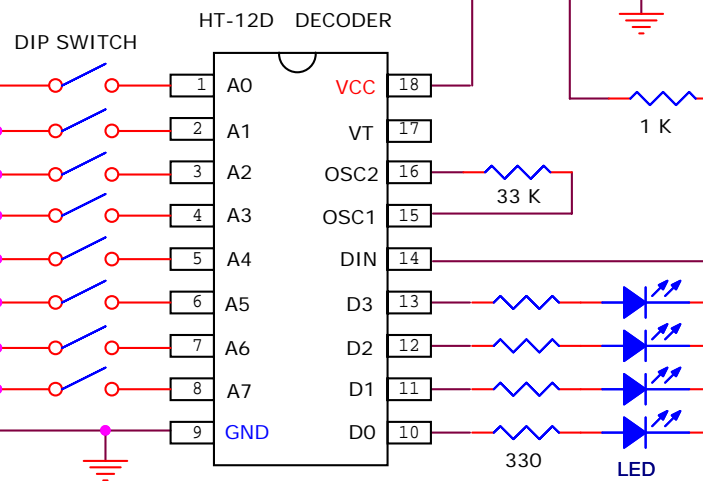 HT-12D DECODER
DIP SWITCH
1 A0 VCC 18
2 A1 VT 17
1 K
3 A2 OSC2 16
33 K
4 A3 OSC1 15
5 A4 DIN 14
6 A5 D3 13
7 A6 D2 12
8 A7 D1 11
9 GND D0 10
330
LED